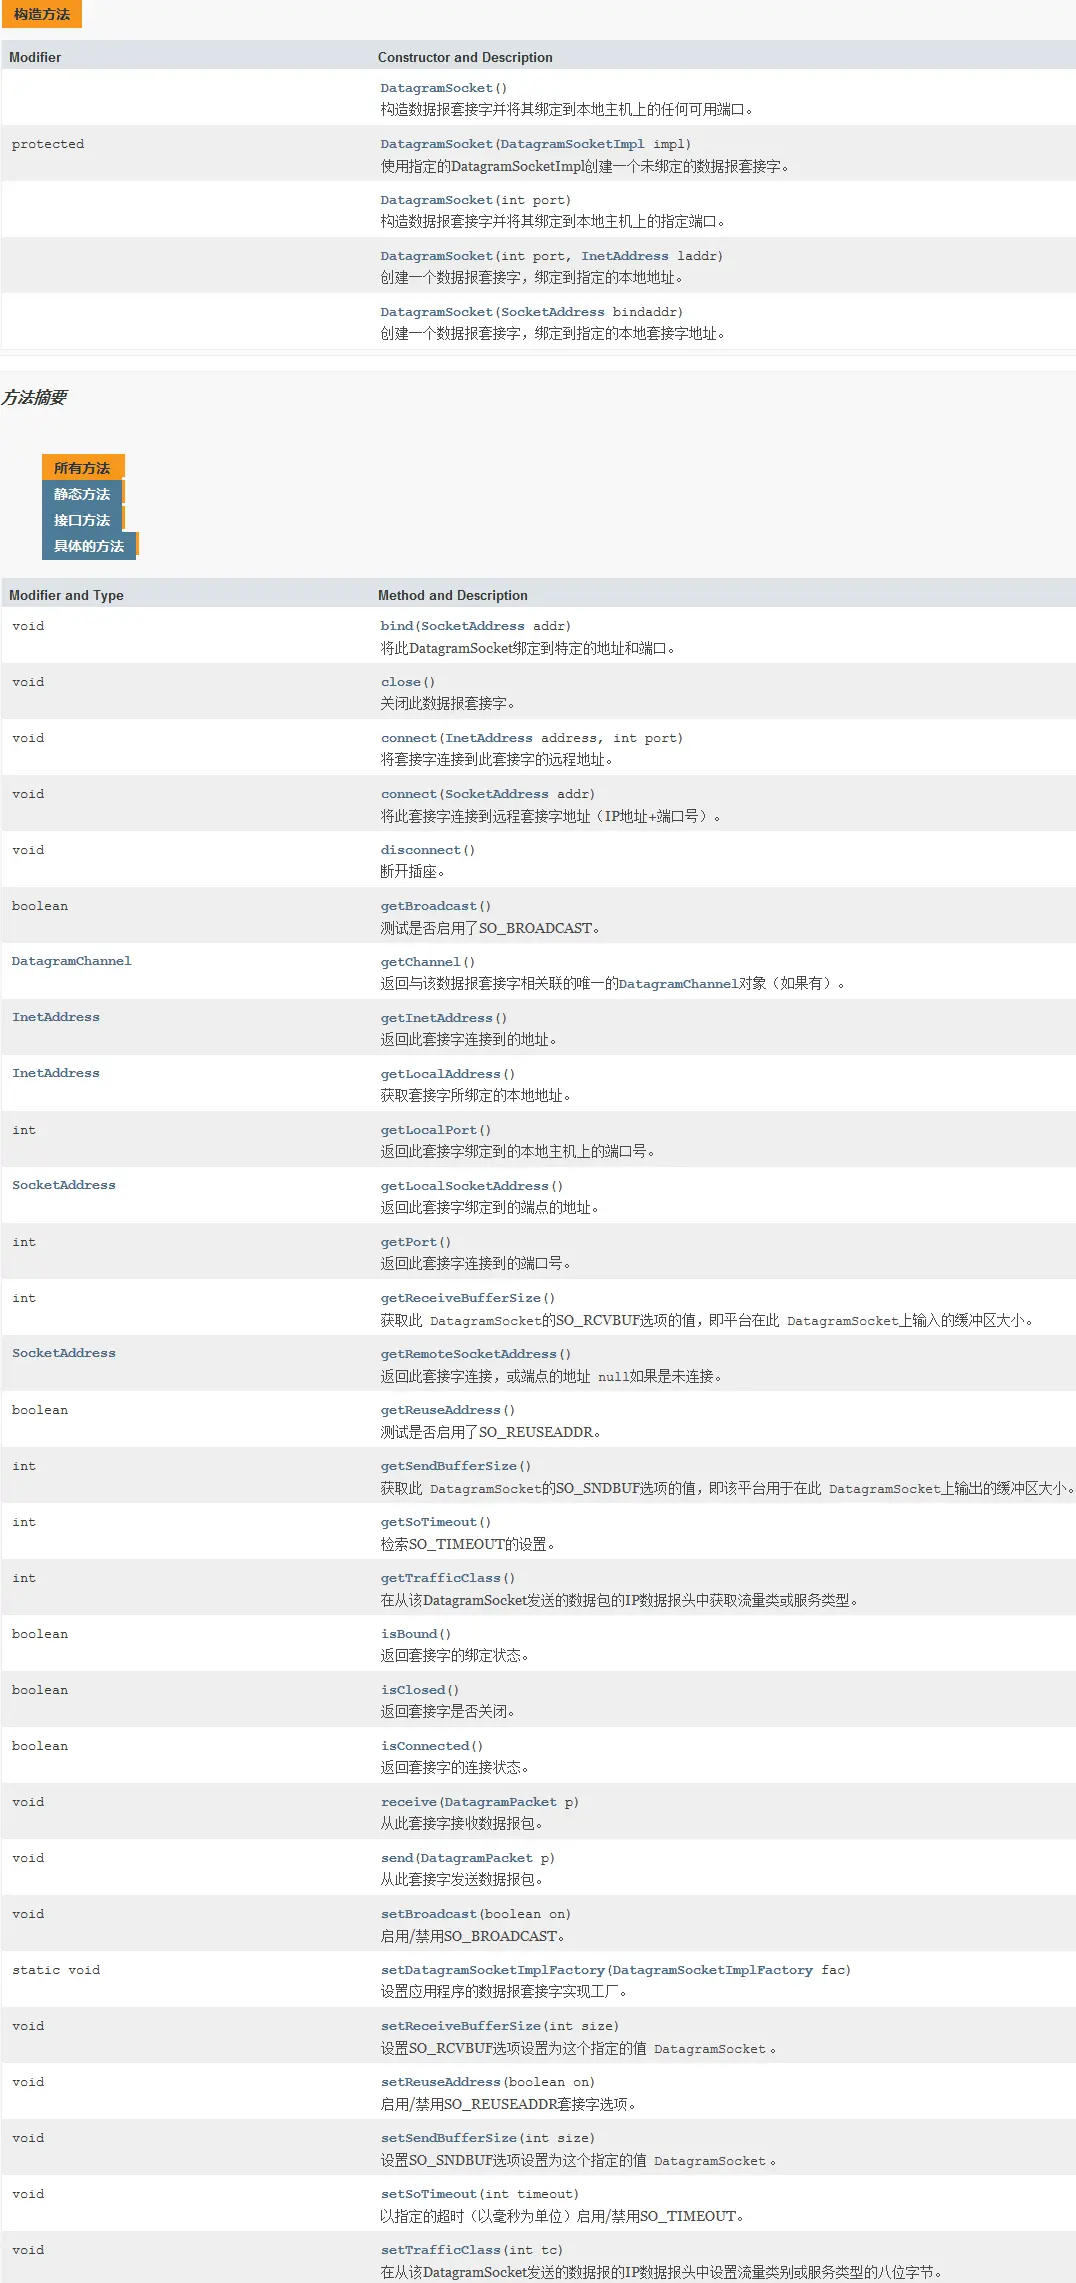 构造方法
Modifier Constructor and Description
DatagramSocket()
构造数据报套接字并将其绑定到本地主机上的任何可用端口。
protected DatagramSocket(DatagramSocketImpl impl)
使用指定的DatagramSocketImpl创建一个未绑定的数据报套接字。
DatagramSocket(int port)
构造数据报套接字并将其绑定到本地主机上的指定端口。
DatagramSocket(int port, InetAddress laddr)
创建一个数据报套接字，绑定到指定的本地地址。
DatagramSocket(SocketAddress bindaddr)
创建一个数据报套接字，绑定到指定的本地套接字地址。
方法摘要
所有方法
静态方法
接口方法
具体的方法
Modifier and Type Method and Description
void bind(SocketAddress addr)
将此DatagramSocket绑定到特定的地址和端口。
void close()
关闭此数据报套接字。
void connect(InetAddress address, int port)
将套接字连接到此套接字的远程地址。
void connect(SocketAddress addr)
将此套接字连接到远程套接字地址（IP地址+端口号）。
void disconnect()
断开插座。
boolean getBroadcast()
测试是否启用了SO_BROADCAST。
DatagramChannel getChannel()
返回与该数据报套接字相关联的唯一的DatagramChannel对象（如果有）。
InetAddress getInetAddress()
返回此套接字连接到的地址。
InetAddress getLocalAddress()
获取套接字所绑定的本地地址。
int getLocalPort()
返回此套接字绑定到的本地主机上的端口号。
SocketAddress getLocalSocketAddress()
返回此套接字绑定到的端点的地址。
int getPort()
返回此套接字连接到的端口号。
int getReceiveBufferSize()
获取此 DatagramSocket的SO_RCVBUF选项的值，即平台在此 DatagramSocket上输入的缓冲区大小。
SocketAddress getRemoteSocketAddress()
返回此套接字连接，或端点的地址 null如果是未连接。
boolean getReuseAddress()
测试是否启用了SO_REUSEADDR。
int getSendBufferSize()
获取此 DatagramSocket的SO_SNDBUF选项的值，即该平台用于在此 DatagramSocket上输出的缓冲区大小。
int getSoTimeout()
检索SO_TIMEOUT的设置。
int getTrafficClass()
在从该DatagramSocket发送的数据包的IP数据报头中获取流量类或服务类型。
boolean isBound()
返回套接字的绑定状态。
boolean isClosed()
返回套接字是否关闭。
boolean isConnected()
返回套接字的连接状态。
void receive(DatagramPacket p)
从此套接字接收数据报包。
void send(DatagramPacket p)
从此套接字发送数据报包。
void setBroadcast(boolean on)
启用/禁用SO_BROADCAST。
static void setDatagramSocketImplFactory(DatagramSocketImplFactory fac)
设置应用程序的数据报套接字实现工厂。
void setReceiveBufferSize(int size)
设置SO_RCVBUF选项设置为这个指定的值 DatagramSocket 。
void setReuseAddress(boolean on)
启用/禁用SO_REUSEADDR套接字选项。
void setSendBufferSize(int size)
设置SO_SNDBUF选项设置为这个指定的值 DatagramSocket 。
void setSoTimeout(int timeout)
以指定的超时（以毫秒为单位）启用/禁用SO_TIMEOUT。
void setTrafficClass(int tc)
在从该DatagramSocket发送的数据报的IP数据报头中设置流量类别或服务类型的八位字节。